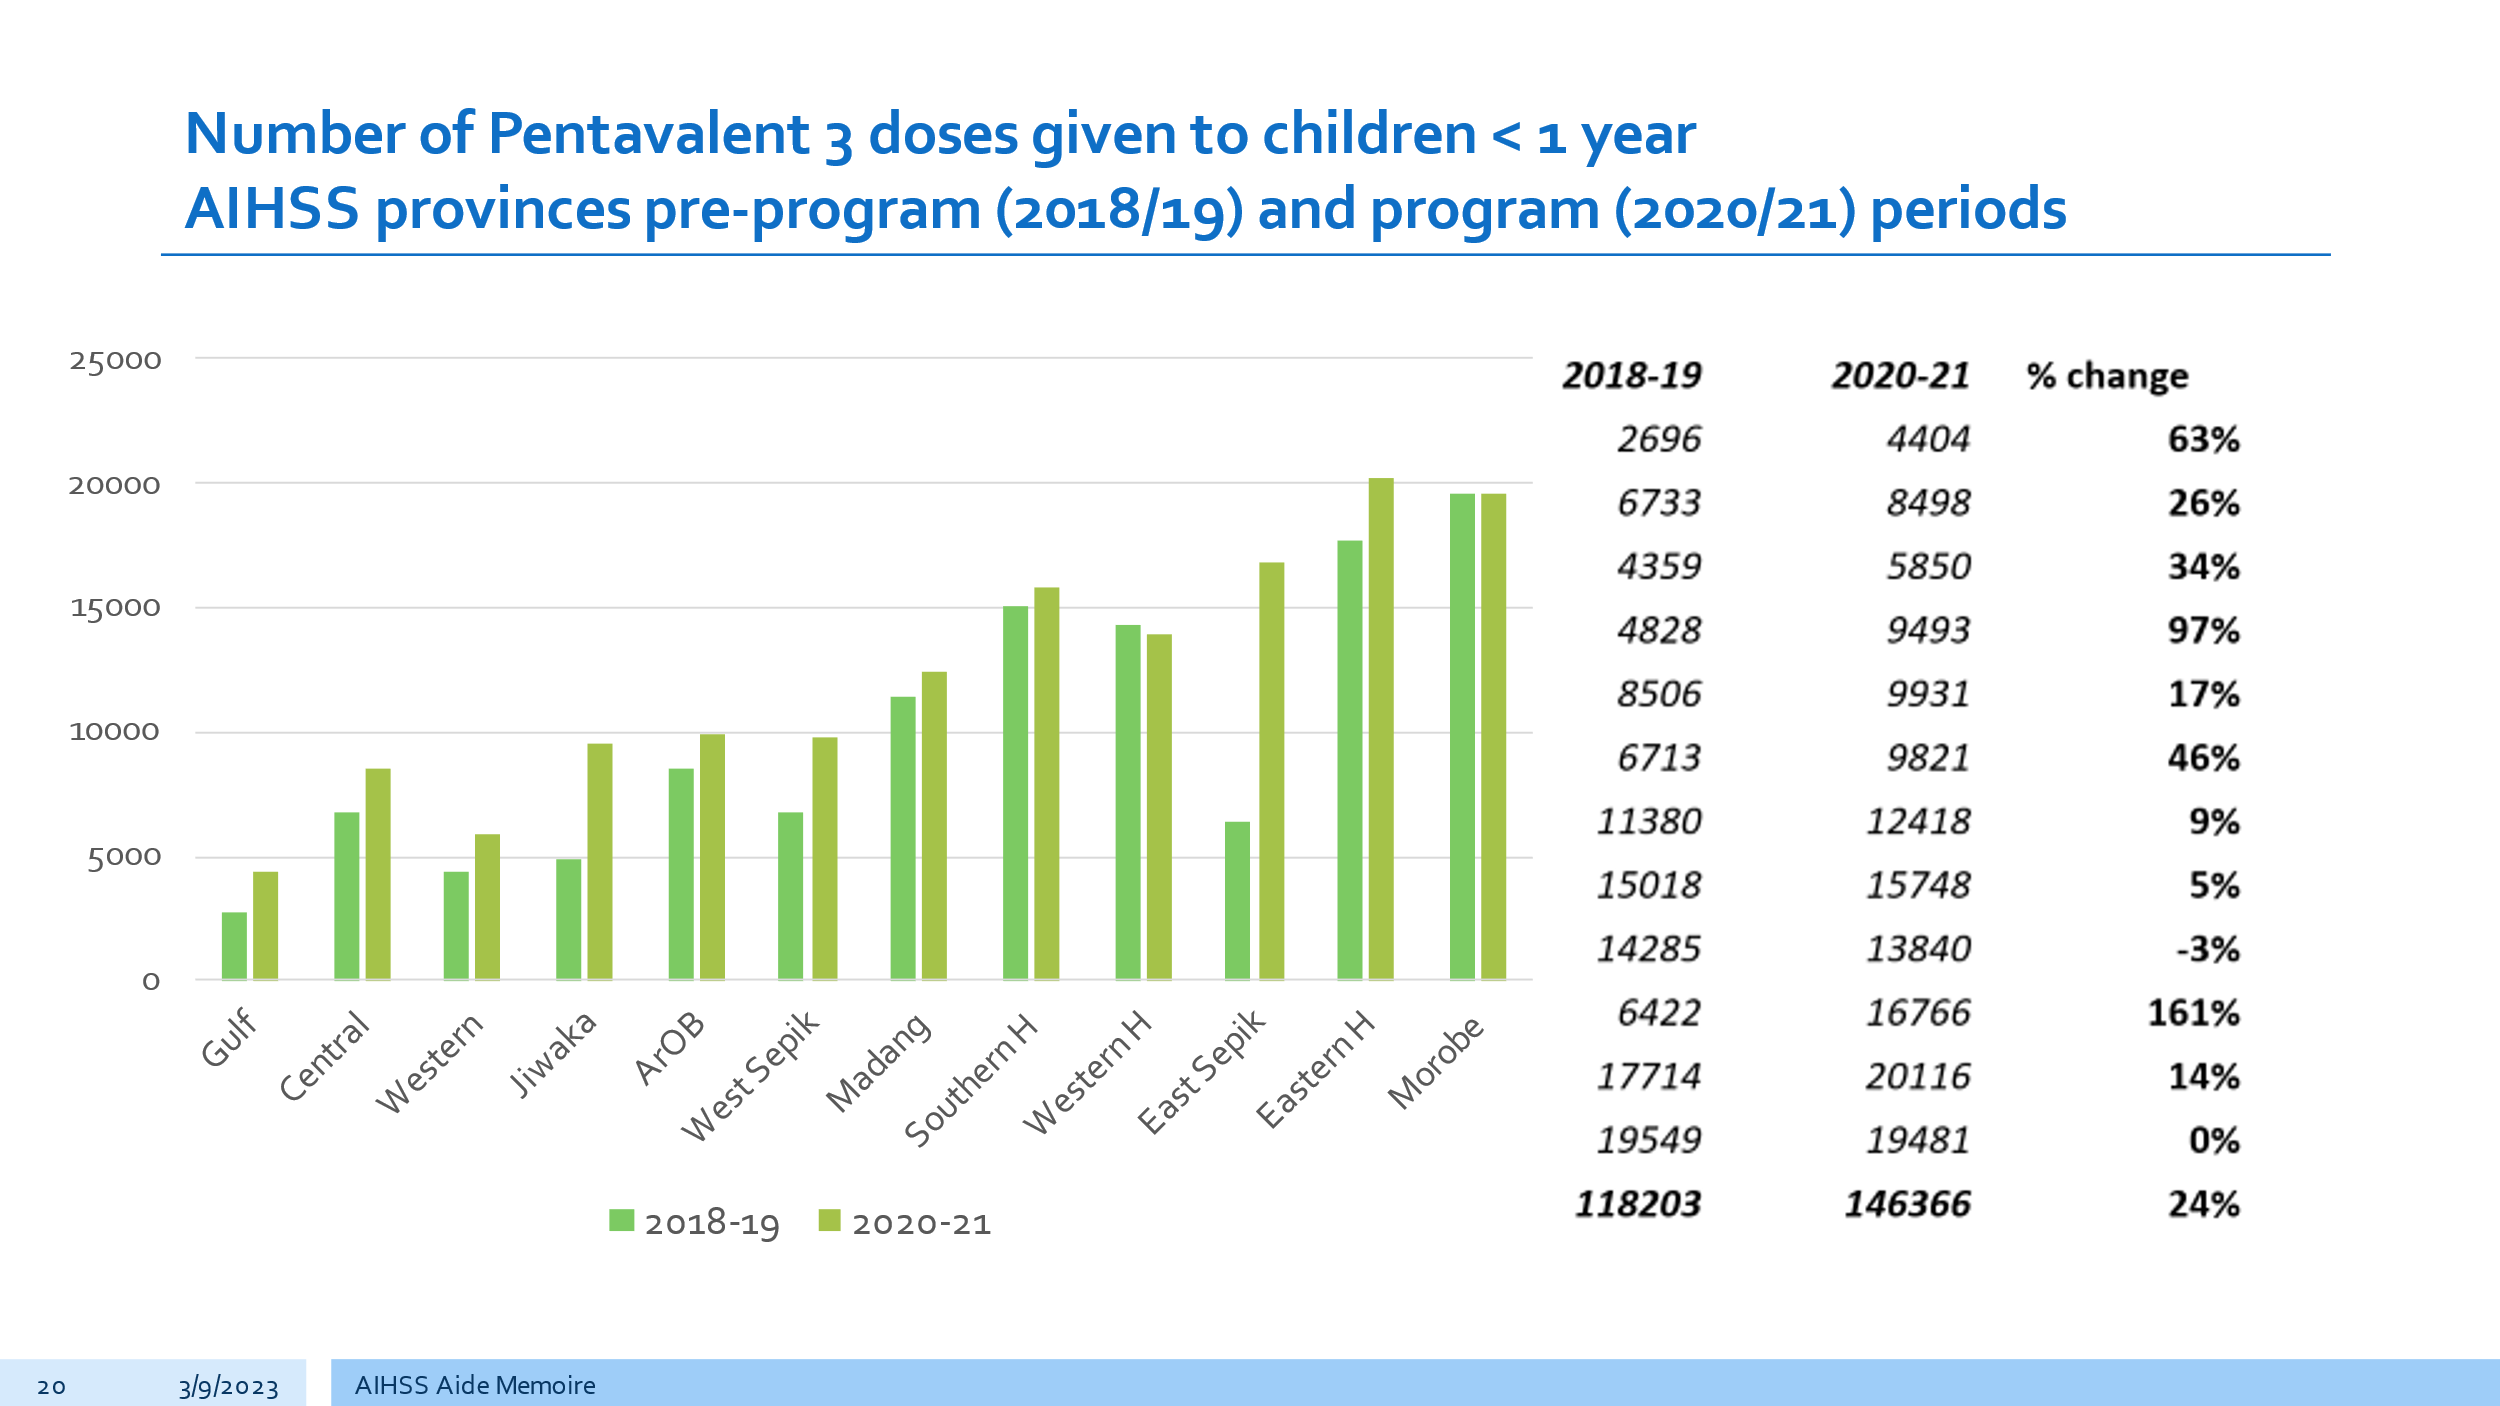 Number of Pentavalent 3 doses given to children < 1 year
AIHSS provinces pre-program (2018/19) and program (2020/21) periods
25000
20000
15000
10000
5000
0
Gulf
Central
Western
Jiwaka
ArOB
West Sepik
Madang
Southern H
Western H
East Sepik
Eastern H
Morobe
2018-19 2020-21
2018-19 2020-21 % change
2696 4404 63%
6733 8498 26%
4359 5850 34%
4828 9493 97%
8506 9931 17%
6713 9821 46%
11380 12418 9%
15018 15748 5%
14285 13840 -3%
6422 16766 161%
17714 20116 14%
19549 19481 0%
118203 146366 24%
20 3/9/2023 AIHSS Aide Memoire